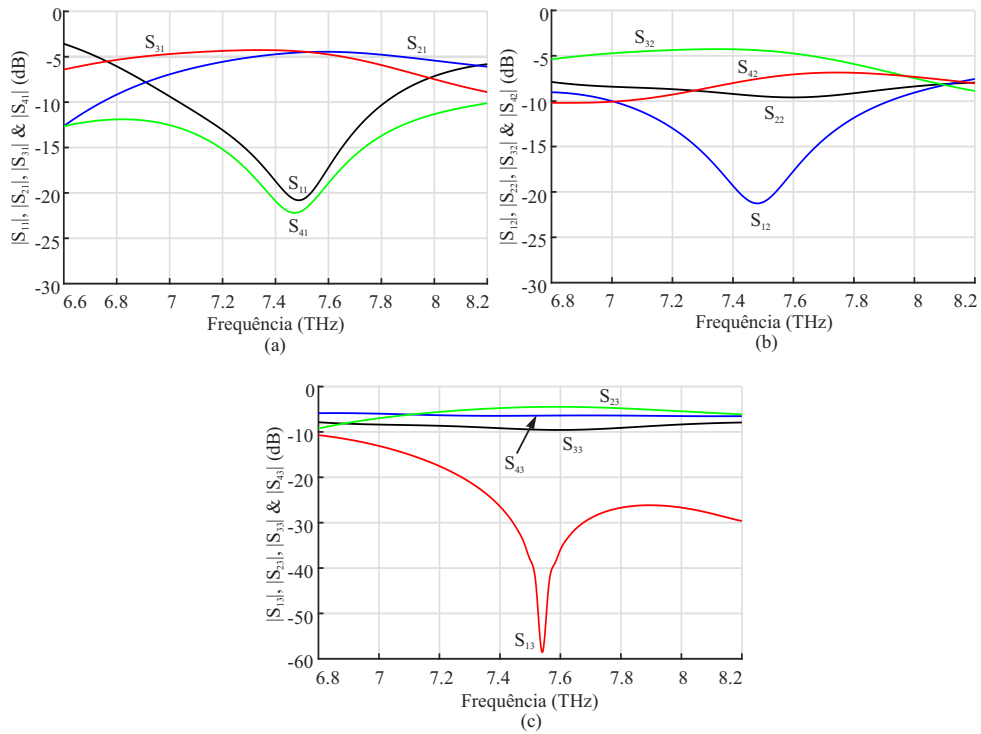 |S₁₁|, |S₂₁|, |S₃₁| & |S₄₁| (dB)
0
-5
-10
-15
-20
-25
-30
S₃₁
S₂₁
S₁₁
S₄₁
6.6 6.8 7 7.2 7.4 7.6 7.8 8 8.2
Frequência (THz)
(a)
|S₁₂|, |S₂₂|, |S₃₂| & |S₄₂| (dB)
0
-5
-10
-15
-20
-25
-30
S₃₂
S₄₂
S₂₂
S₁₂
6.8 7 7.2 7.4 7.6 7.8 8 8.2
Frequência (THz)
(b)
|S₁₃|, |S₂₃|, |S₃₃| & |S₄₃| (dB)
0
-10
-20
-30
-40
-50
-60
S₂₃
S₃₃
S₄₃
S₁₃
6.8 7 7.2 7.4 7.6 7.8 8 8.2
Frequência (THz)
(c)